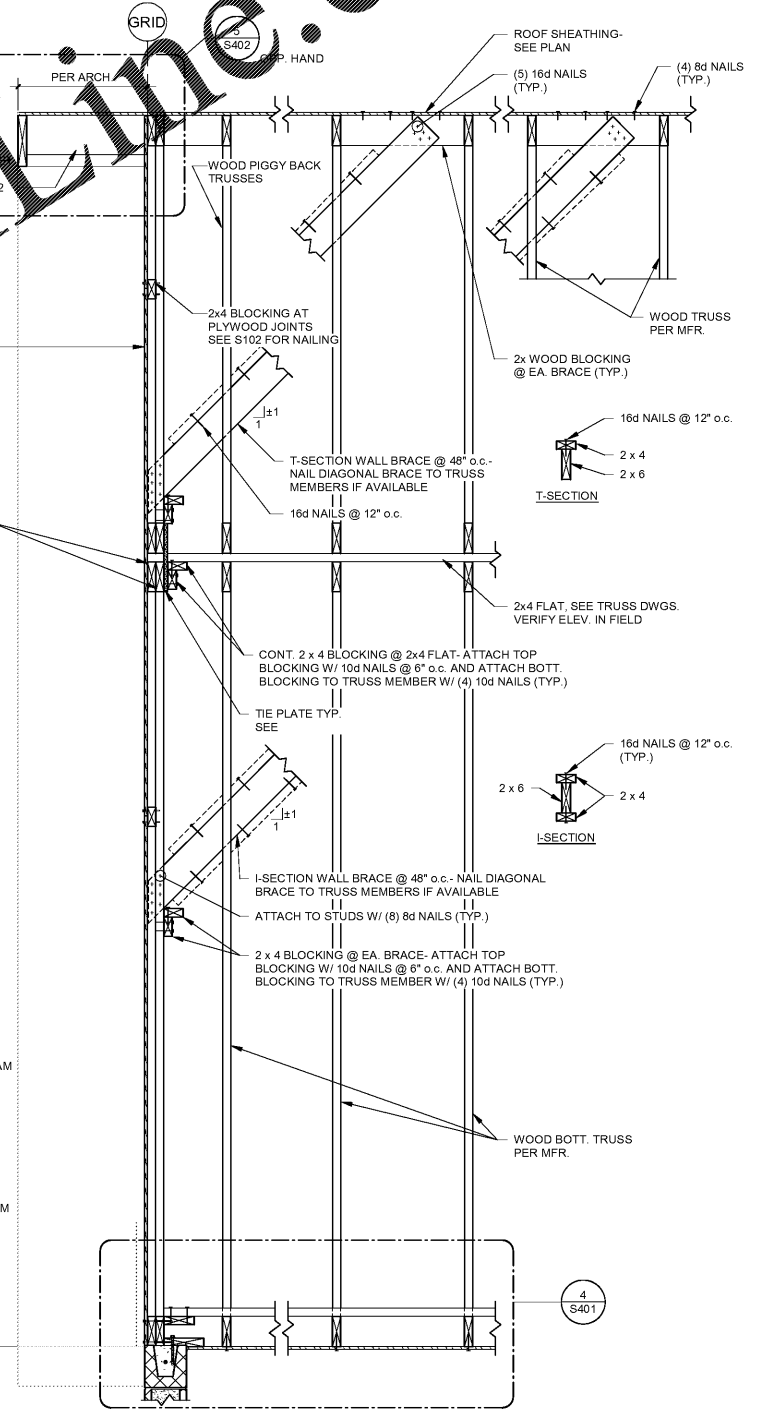 GRID
5
S402
OPP. HAND
PER ARCH
ROOF SHEATHING-
SEE PLAN
(5) 16d NAILS
(TYP.)
(4) 8d NAILS
(TYP.)
WOOD PIGGY BACK
TRUSSES
2x4 BLOCKING AT
PLYWOOD JOINTS
SEE S102 FOR NAILING
WOOD TRUSS
PER MFR.
2x WOOD BLOCKING
@ EA. BRACE (TYP.)
±1
1
16d NAILS @ 12" o.c.
2 x 4
2 x 6
T-SECTION
T-SECTION WALL BRACE @ 48" o.c.-
NAIL DIAGONAL BRACE TO TRUSS
MEMBERS IF AVAILABLE
16d NAILS @ 12" o.c.
2x4 FLAT, SEE TRUSS DWGS.
VERIFY ELEV. IN FIELD
CONT. 2 x 4 BLOCKING @ 2x4 FLAT- ATTACH TOP
BLOCKING W/ 10d NAILS @ 6" o.c. AND ATTACH BOTT.
BLOCKING TO TRUSS MEMBER W/ (4) 10d NAILS (TYP.)
TIE PLATE TYP.
SEE
16d NAILS @ 12" o.c.
(TYP.)
2 x 6
2 x 4
I-SECTION
±1
1
I-SECTION WALL BRACE @ 48" o.c.- NAIL DIAGONAL
BRACE TO TRUSS MEMBERS IF AVAILABLE
ATTACH TO STUDS W/ (8) 8d NAILS (TYP.)
2 x 4 BLOCKING @ EA. BRACE- ATTACH TOP
BLOCKING W/ 10d NAILS @ 6" o.c. AND ATTACH BOTT.
BLOCKING TO TRUSS MEMBER W/ (4) 10d NAILS (TYP.)
WOOD BOTT. TRUSS
PER MFR.
4
S401